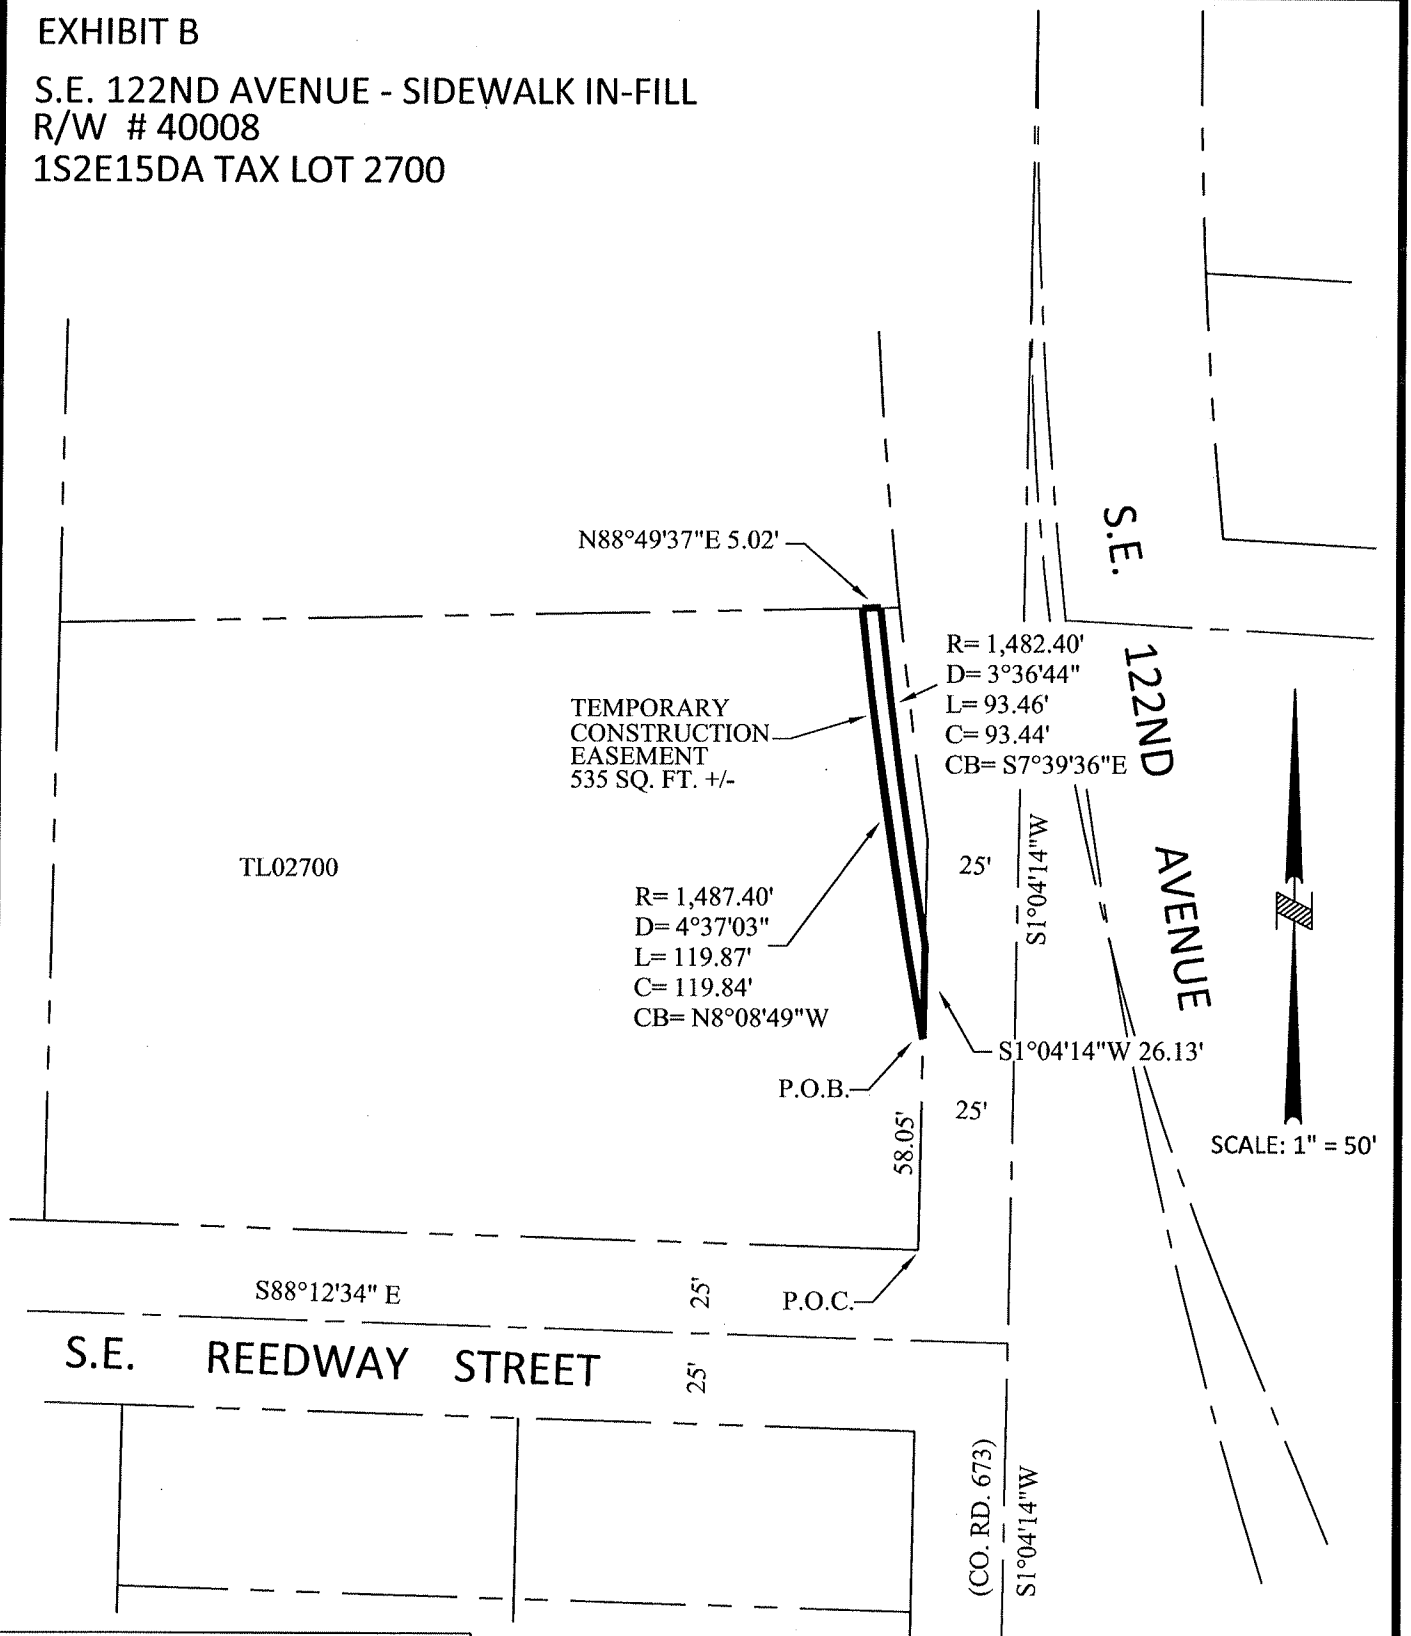 EXHIBIT B
S.E. 122ND AVENUE - SIDEWALK IN-FILL
R/W # 40008
1S2E15DA TAX LOT 2700
N88°49'37"E 5.02'
S.E. 122ND AVENUE
R= 1,482.40'
D= 3°36'44"
L= 93.46'
C= 93.44'
CB= S7°39'36"E
TEMPORARY
CONSTRUCTION
EASEMENT
535 SQ. FT. +/-
TL02700
25'
S1°04'14"W
R= 1,487.40'
D= 4°37'03"
L= 119.87'
C= 119.84'
CB= N8°08'49"W
S1°04'14"W 26.13'
P.O.B.
25'
58.05'
SCALE: 1" = 50'
S88°12'34" E
25'
P.O.C.
S.E. REEDWAY STREET
25'
(CO. RD. 673)
S1°04'14"W